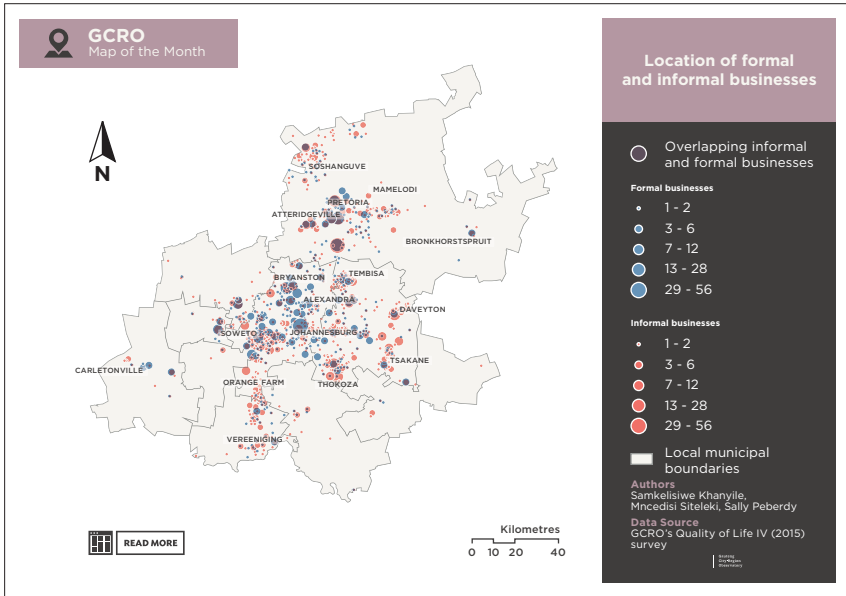 GCRO
Map of the Month
N
SOSHANGUVE
MAMELODI
PRETORIA
ATTERIDGEVILLE
BRONKHORSTSPRUIT
BRYANSTON
TEMBISA
ALEXANDRA
DAVEYTON
SOWETO
JOHANNESBURG
TSAKANE
CARLETONVILLE
ORANGE FARM
THOKOZA
VEREENIGING
READ MORE
Kilometres
0 10 20 40
Location of formal
and informal businesses
Overlapping informal
and formal businesses
Formal businesses
1 - 2
3 - 6
7 - 12
13 - 28
29 - 56
Informal businesses
1 - 2
3 - 6
7 - 12
13 - 28
29 - 56
Local municipal
boundaries
Authors
Samkelisiwe Khanyile,
Mncedisi Siteleki, Sally Peberdy
Data Source
GCRO's Quality of Life IV (2015)
survey
Gauteng
City-Region
Observatory